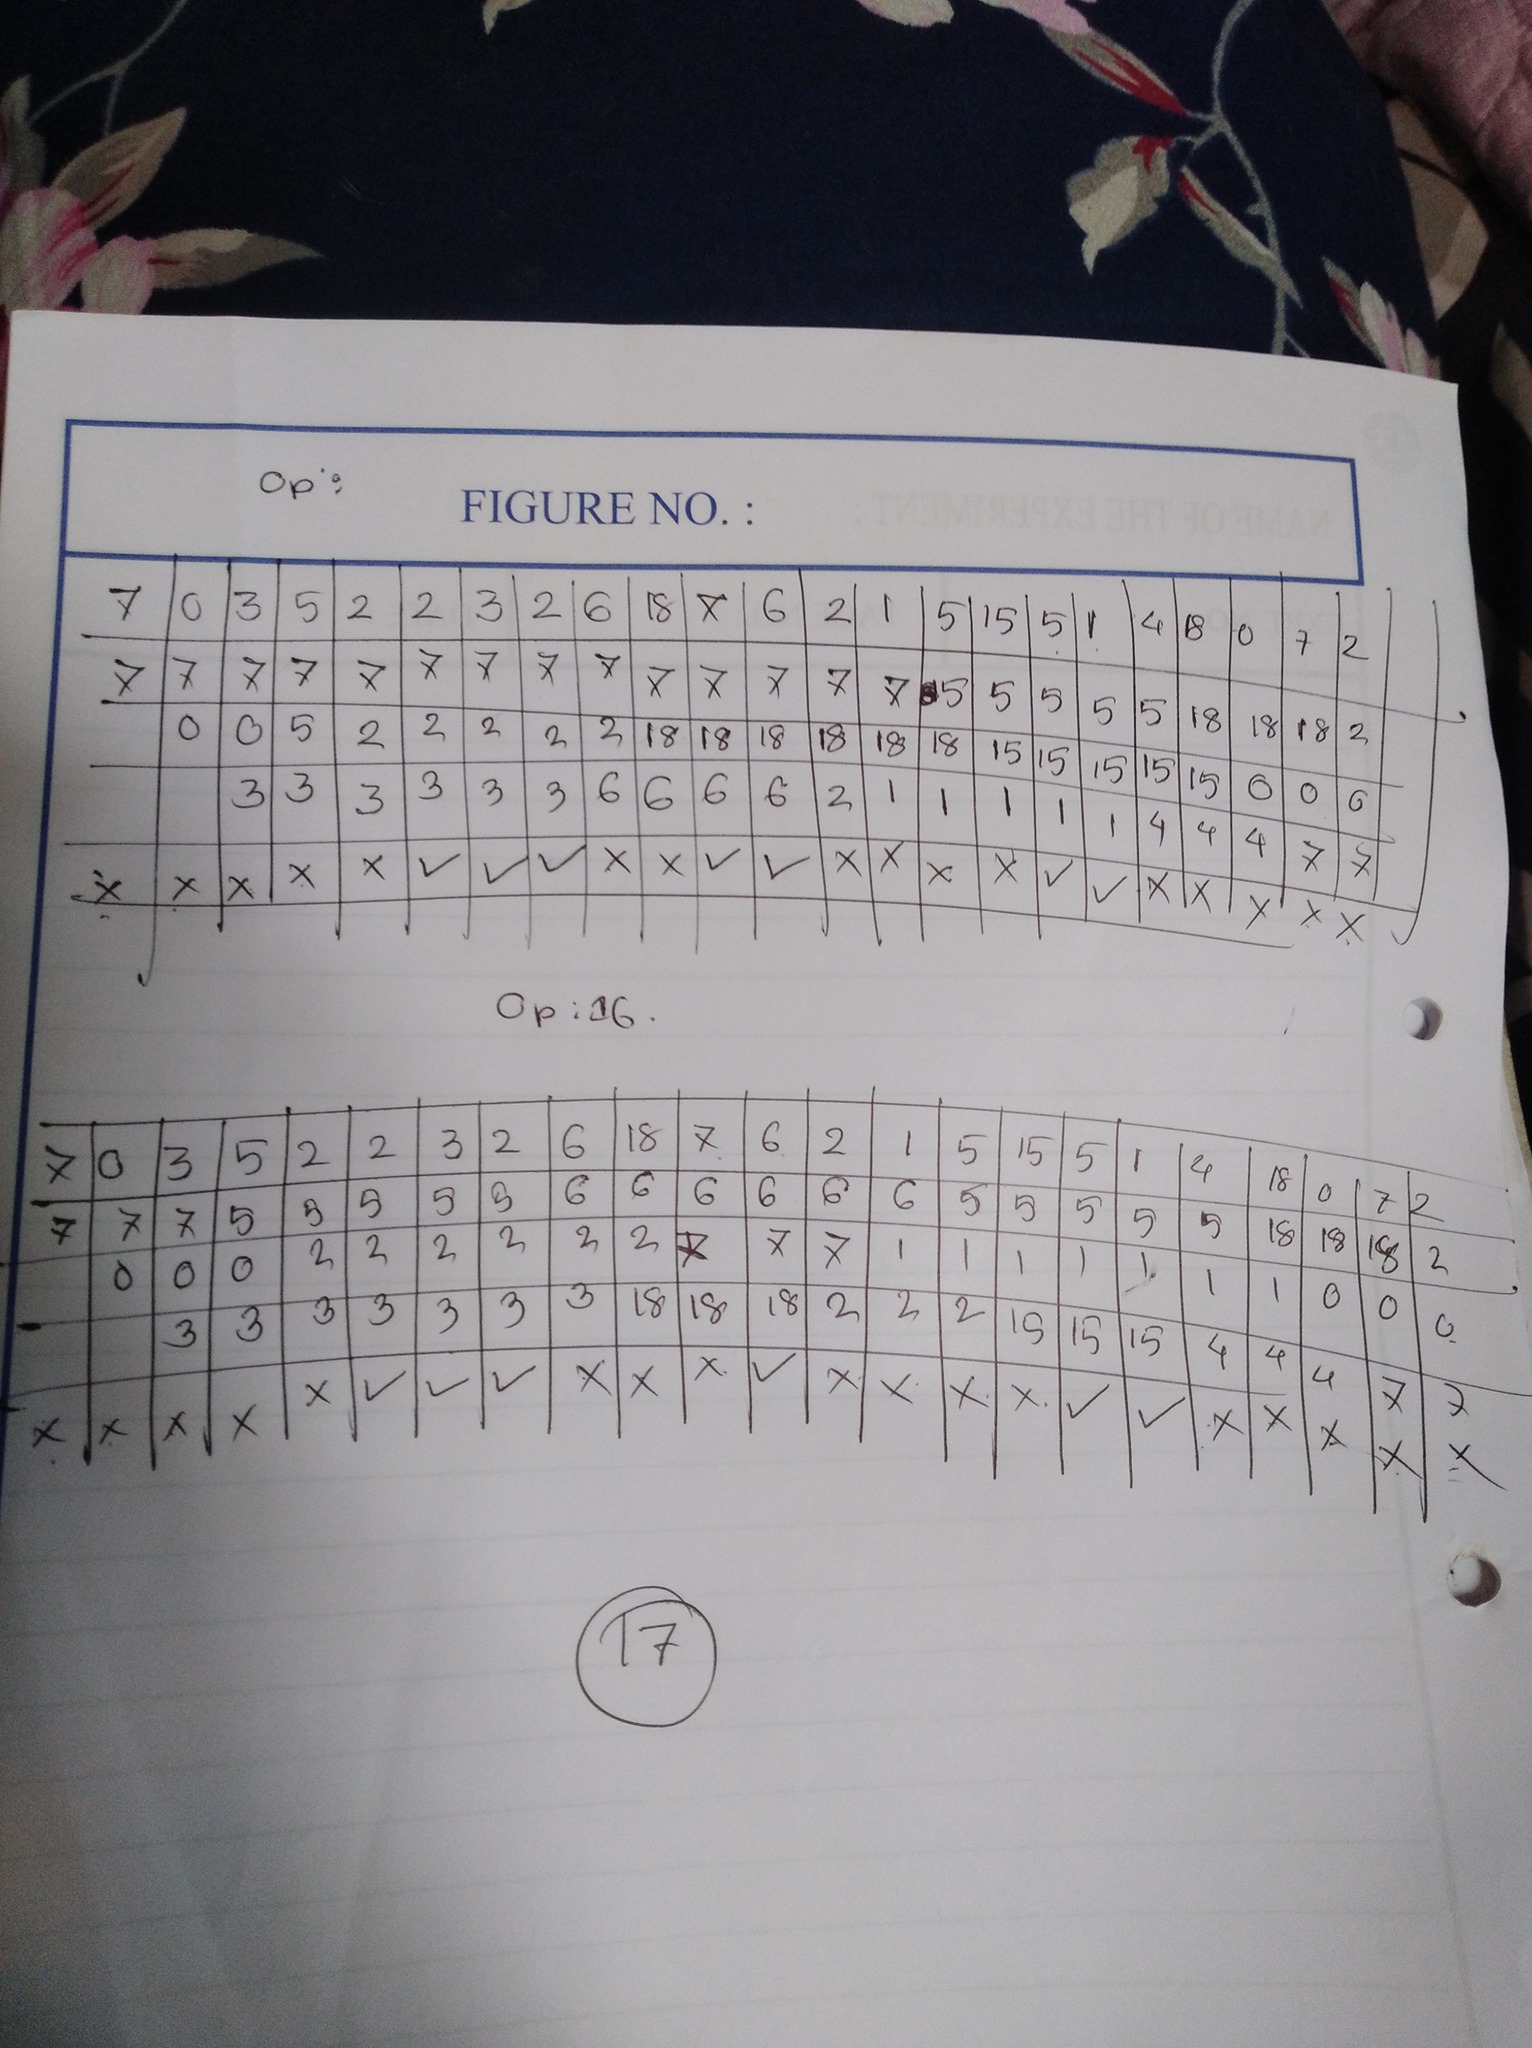 Op:
FIGURE NO. :
7 0 3 5 2 2 3 2 6 18 7 6 2 1 5 15 5 1 4 18 0 7 2
7 7 7 7 7 7 7 7 7 7 7 7 7 7 5 5 5 5 5 18 18 18 2
0 0 5 2 2 2 2 2 18 18 18 18 18 18 15 15 15 15 15 0 0 0
3 3 3 3 3 3 6 6 6 6 2 1 1 1 1 1 4 4 4 7 7
x x x x x ✓ ✓ ✓ x x ✓ ✓ x x x x ✓ ✓ x x x x x
Op:16.
7 0 3 5 2 2 3 2 6 18 7 6 2 1 5 15 5 1 4 18 0 7 2
7 7 7 5 5 5 5 5 6 6 6 6 6 6 5 5 5 5 5 18 18 18 2
0 0 0 2 2 2 2 2 2 7 7 7 1 1 1 1 1 1 1 0 0 0
3 3 3 3 3 3 3 18 18 18 2 2 2 15 15 15 4 4 4 7 7
x x x x x ✓ ✓ ✓ x x x ✓ x x x x ✓ ✓ x x x x x
17